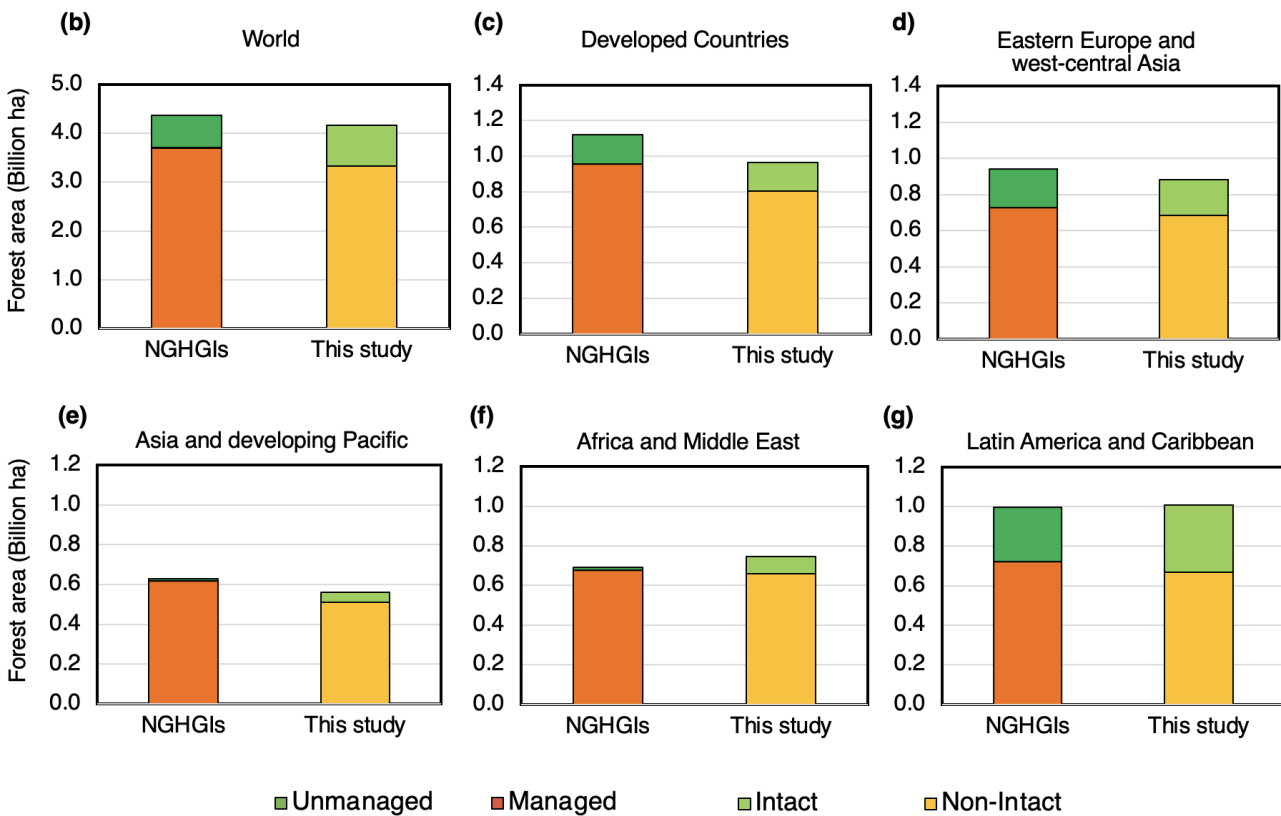 (b)
World
Forest area (Billion ha)
5.0
4.0
3.0
2.0
1.0
0.0
NGHGIs This study
(c)
Developed Countries
1.4
1.2
1.0
0.8
0.6
0.4
0.2
0.0
NGHGIs This study
d)
Eastern Europe and
west-central Asia
1.4
1.2
1.0
0.8
0.6
0.4
0.2
0.0
NGHGIs This study
(e)
Asia and developing Pacific
Forest area (Billion ha)
1.2
1.0
0.8
0.6
0.4
0.2
0.0
NGHGIs This study
(f)
Africa and Middle East
1.2
1.0
0.8
0.6
0.4
0.2
0.0
NGHGIs This study
(g)
Latin America and Caribbean
1.2
1.0
0.8
0.6
0.4
0.2
0.0
NGHGIs This study
Unmanaged Managed Intact Non-Intact